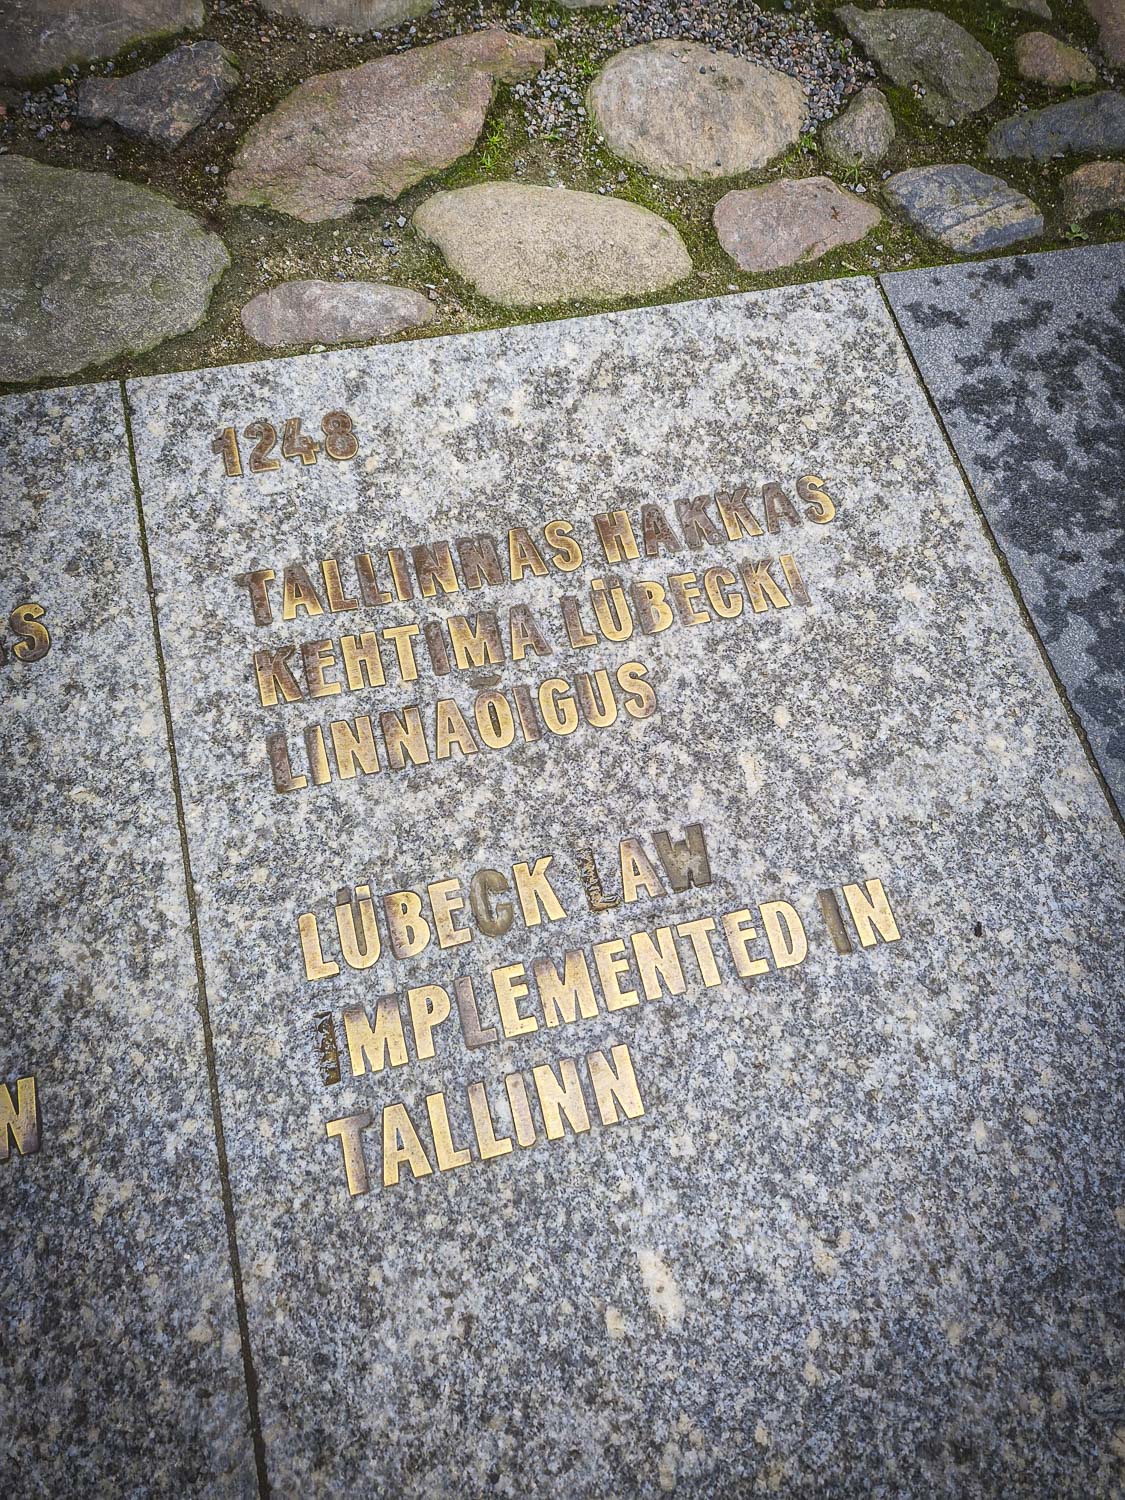 1248
TALLINNAS HAKKAS
KEHTIMA LÜBECKI
LINNAÕIGUS
LÜBECK LAW
IMPLEMENTED IN
TALLINN